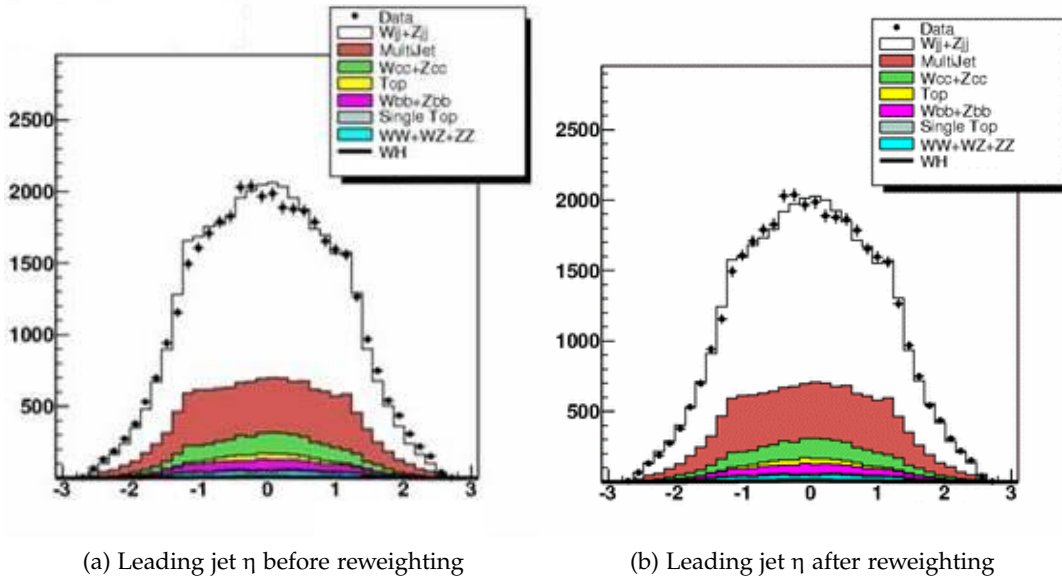 Data
Wjj+Zjj
MultiJet
Wcc+Zcc
Top
Wbb+Zbb
Single Top
WW+WZ+ZZ
WH
2500
2000
1500
1000
500
-3 -2 -1 0 1 2 3
(a) Leading jet η before reweighting
Data
Wjj+Zjj
MultiJet
Wcc+Zcc
Top
Wbb+Zbb
Single Top
WW+WZ+ZZ
WH
2500
2000
1500
1000
500
-3 -2 -1 0 1 2 3
(b) Leading jet η after reweighting